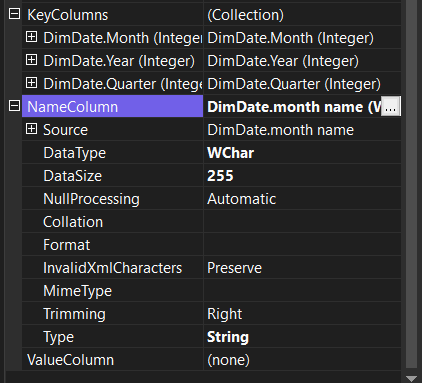 KeyColumns (Collection)
DimDate.Month (Integer) DimDate.Month (Integer)
DimDate.Year (Integer) DimDate.Year (Integer)
DimDate.Quarter (Intege DimDate.Quarter (Integer)
NameColumn DimDate.month name (W ...
Source DimDate.month name
DataType WChar
DataSize 255
NullProcessing Automatic
Collation
Format
InvalidXmlCharacters Preserve
MimeType
Trimming Right
Type String
ValueColumn (none)